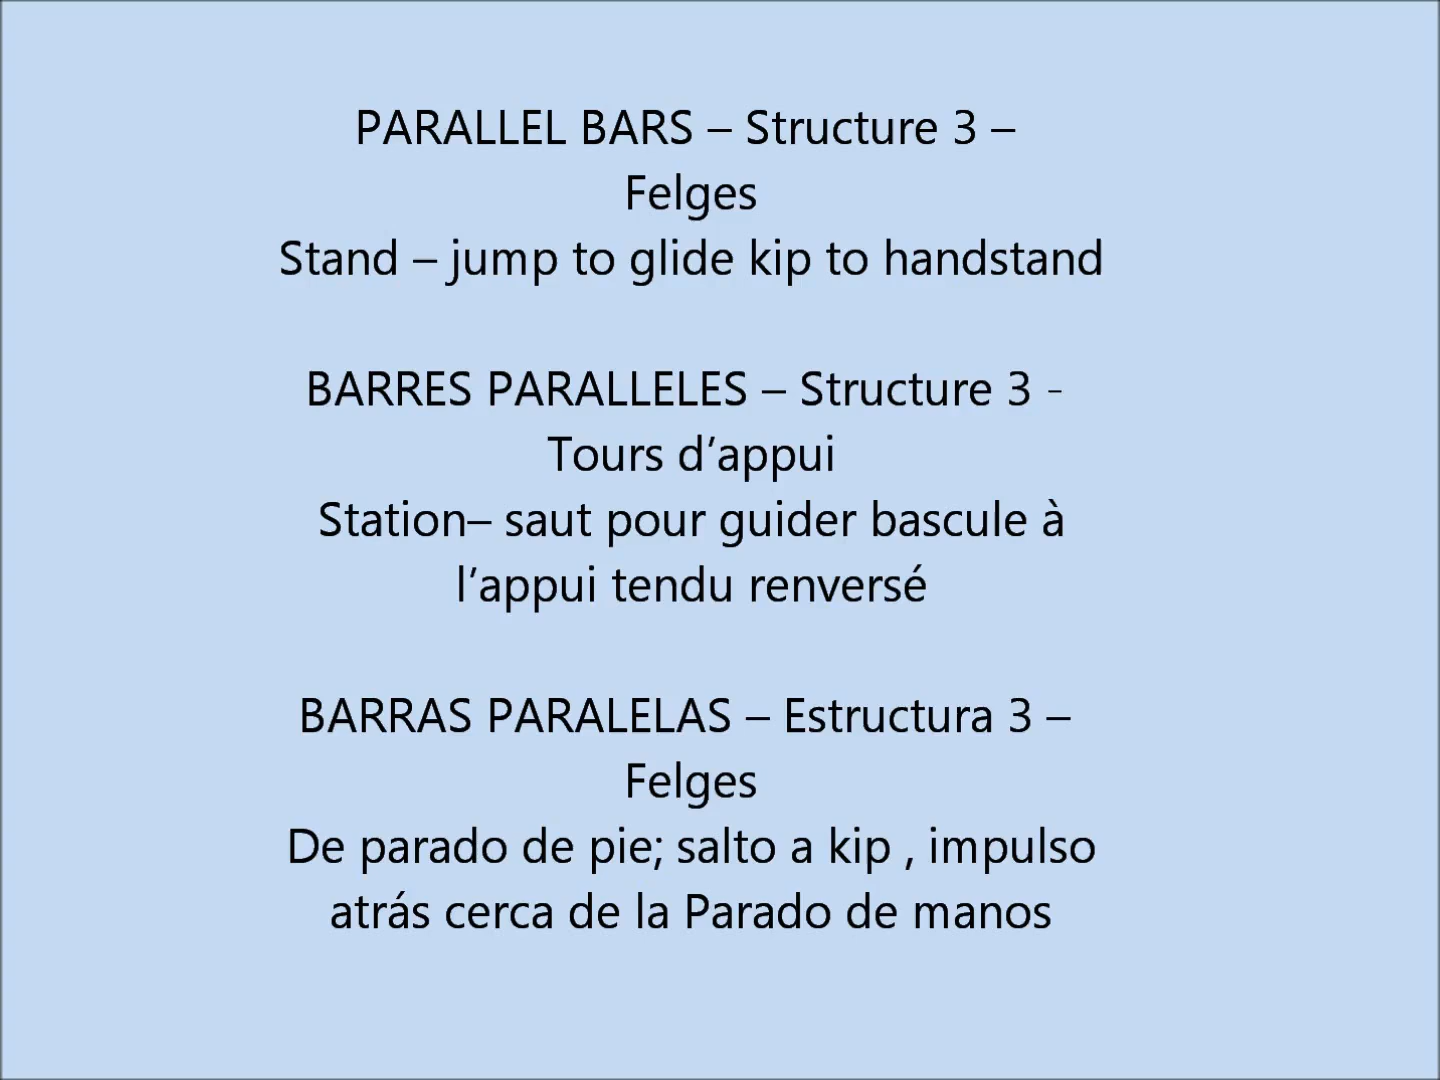 PARALLEL BARS – Structure 3 –
Felges
Stand – jump to glide kip to handstand
BARRES PARALLELES – Structure 3 -
Tours d’appui
Station– saut pour guider bascule à
l’appui tendu renversé
BARRAS PARALELAS – Estructura 3 –
Felges
De parado de pie; salto a kip , impulso
atrás cerca de la Parado de manos